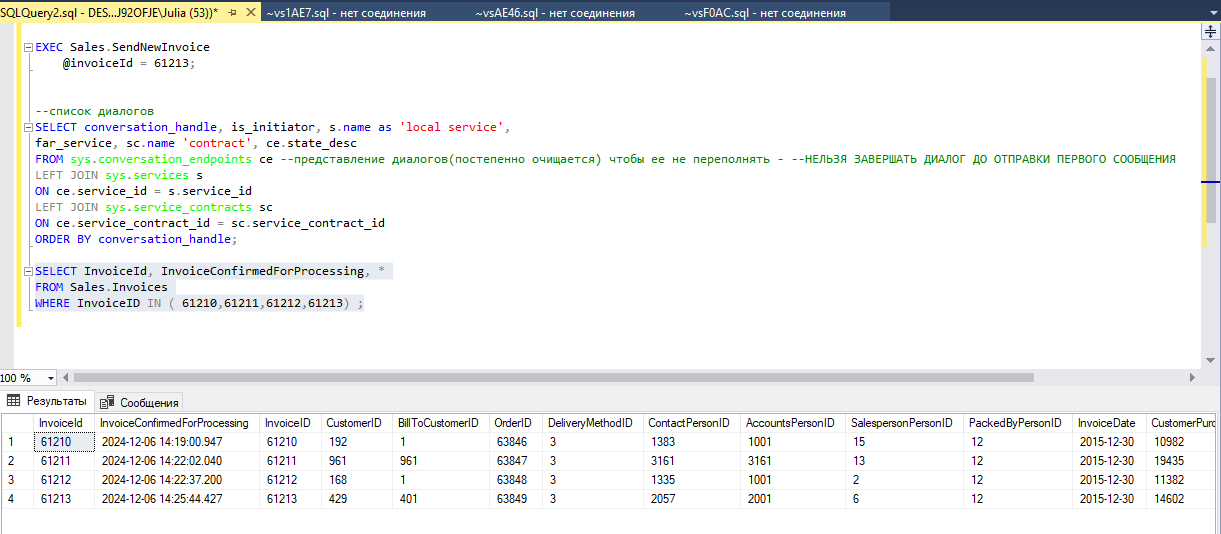 SQLQuery2.sql - DES...J92OFJE\Julia (53))* ~vs1AE7.sql - нет соединения ~vsAE46.sql - нет соединения ~vsF0AC.sql - нет соединения
EXEC Sales.SendNewInvoice
@invoiceId = 61213;
--список диалогов
SELECT conversation_handle, is_initiator, s.name as 'local service',
far_service, sc.name 'contract', ce.state_desc
FROM sys.conversation_endpoints ce --представление диалогов(постепенно очищается) чтобы ее не переполнять - --НЕЛЬЗЯ ЗАВЕРШАТЬ ДИАЛОГ ДО ОТПРАВКИ ПЕРВОГО СООБЩЕНИЯ
LEFT JOIN sys.services s
ON ce.service_id = s.service_id
LEFT JOIN sys.service_contracts sc
ON ce.service_contract_id = sc.service_contract_id
ORDER BY conversation_handle;
SELECT InvoiceId, InvoiceConfirmedForProcessing, *
FROM Sales.Invoices
WHERE InvoiceID IN ( 61210,61211,61212,61213) ;
100 %
Результаты Сообщения
InvoiceId InvoiceConfirmedForProcessing InvoiceID CustomerID BillToCustomerID OrderID DeliveryMethodID ContactPersonID AccountsPersonID SalespersonPersonID PackedByPersonID InvoiceDate CustomerPurc
1 61210 2024-12-06 14:19:00.947 61210 192 1 63846 3 1383 1001 15 12 2015-12-30 10982
2 61211 2024-12-06 14:22:02.040 61211 961 961 63847 3 3161 3161 13 12 2015-12-30 19435
3 61212 2024-12-06 14:22:37.200 61212 168 1 63848 3 1335 1001 2 12 2015-12-30 11382
4 61213 2024-12-06 14:25:44.427 61213 429 401 63849 3 2057 2001 6 12 2015-12-30 14602